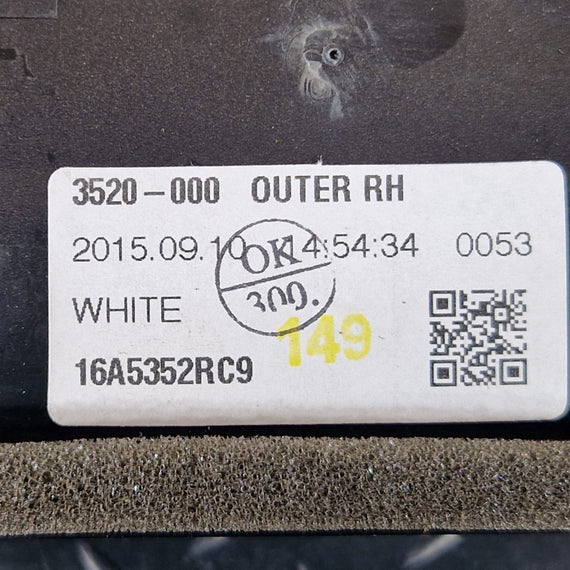 3520-000 OUTER RH
2015.09.10 14:54:34 0053
OK
WHITE
300.
149
16A5352RC9